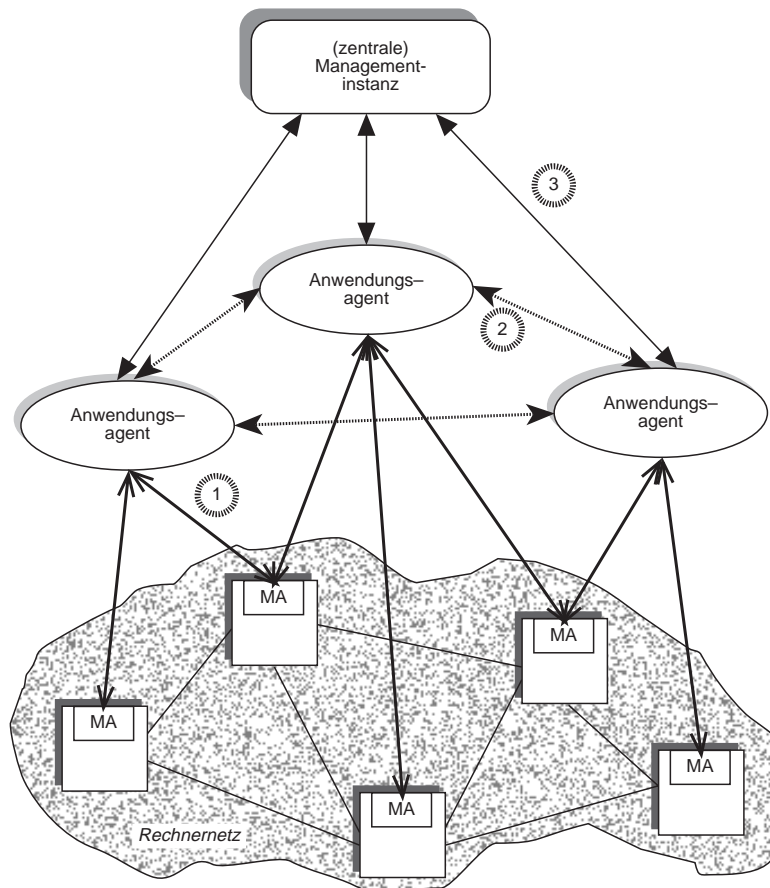 (zentrale)
Management-
instanz
3
Anwendungs–
agent
2
Anwendungs–
agent
Anwendungs–
agent
1
MA
MA
MA
MA
MA
Rechnernetz